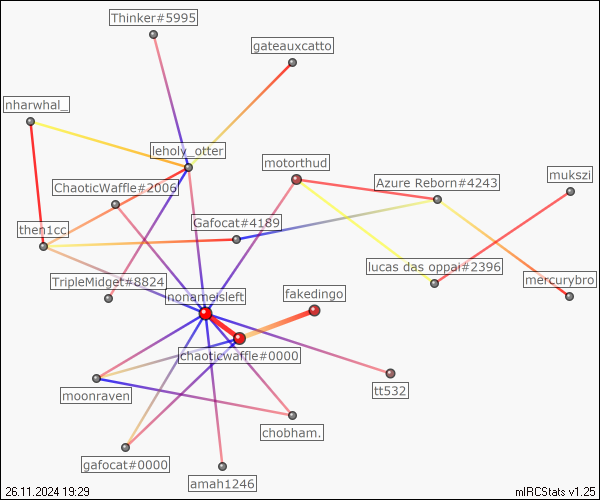 Thinker#5995
gateauxcatto
nharwhal_
leholy_otter
motorthud
mukszi
ChaoticWaffle#2006
Azure Reborn#4243
Gafocat#4189
then1cc
lucas das oppai#2396
TripleMidget#8824
mercurybro
nonameisleft
fakedingo
chaoticwaffle#0000
tt532
moonraven
chobham.
gafocat#0000
amah1246
26.11.2024 19:29
mIRCStats v1.25